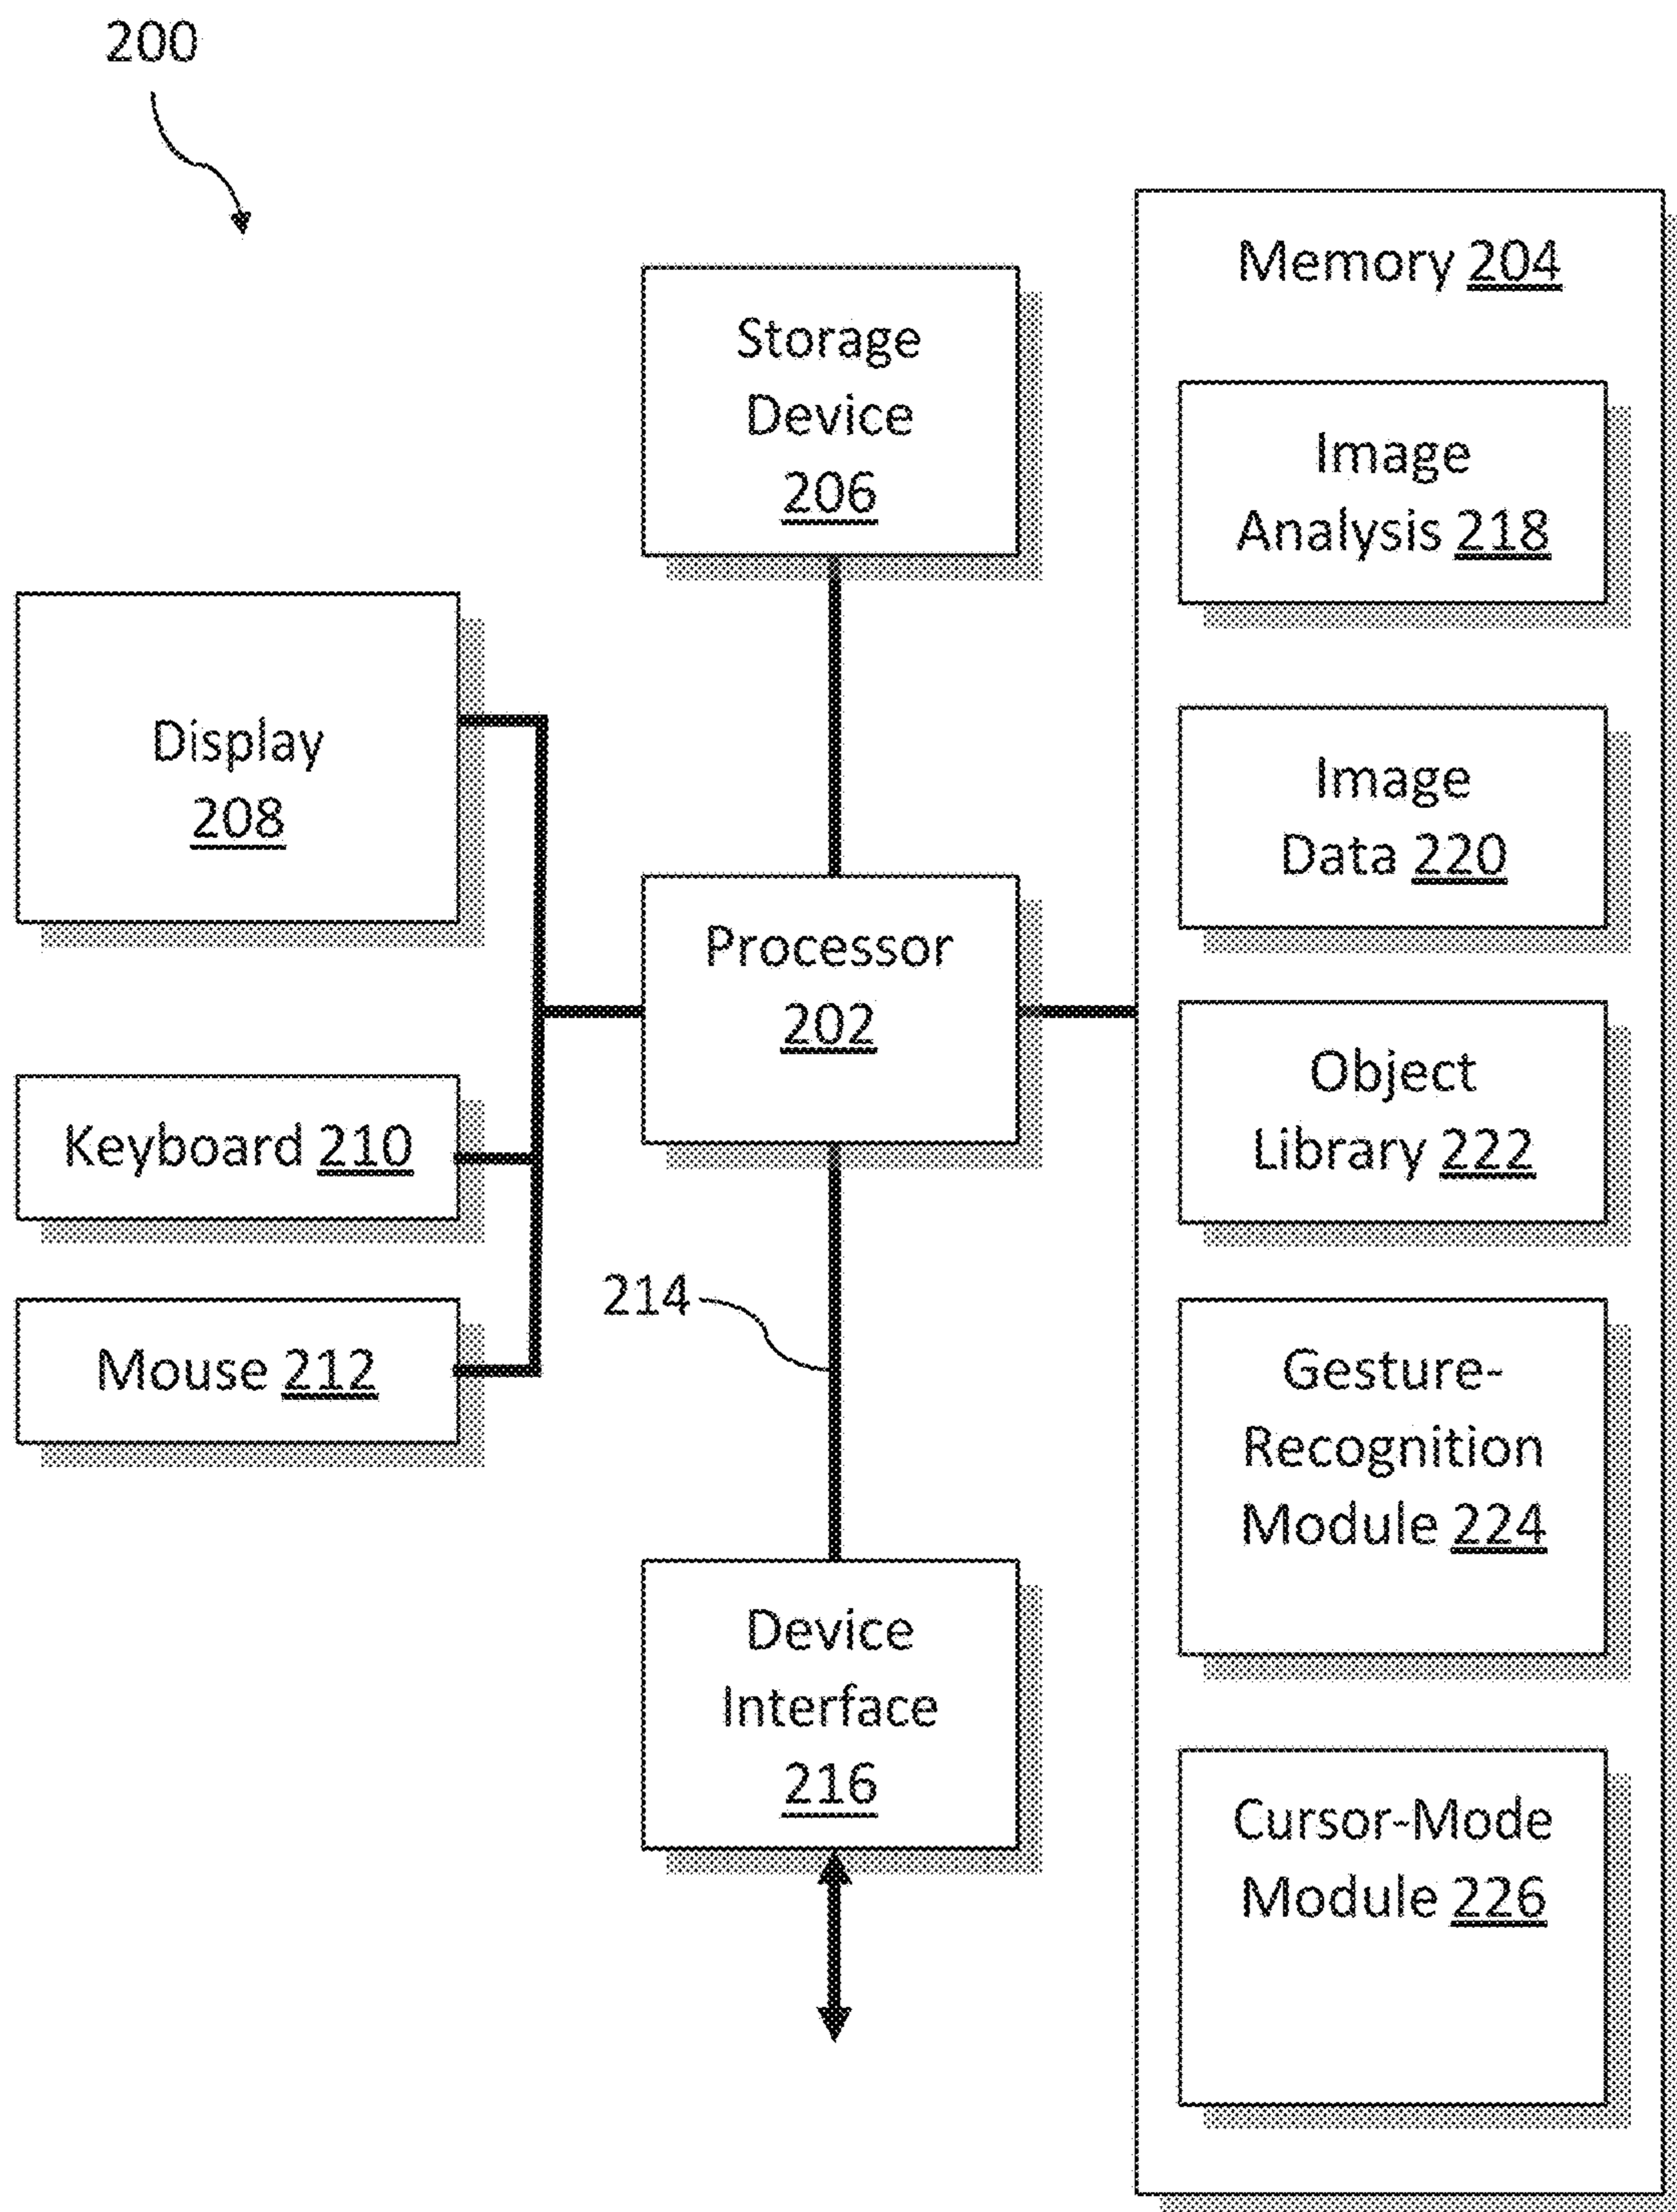 200
Storage
Device
206
Display
208
Keyboard 210
Mouse 212
Processor
202
214
Device
Interface
216
Memory 204
Image
Analysis 218
Image
Data 220
Object
Library 222
Gesture-
Recognition
Module 224
Cursor-Mode
Module 226